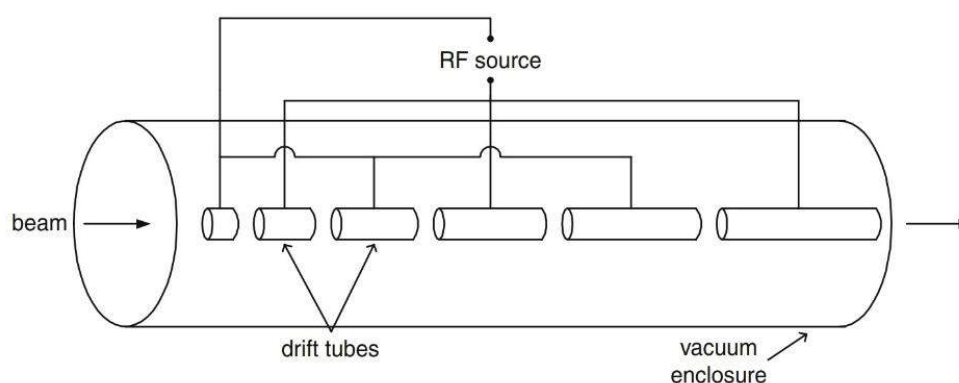 RF source
beam
drift tubes
vacuum
enclosure